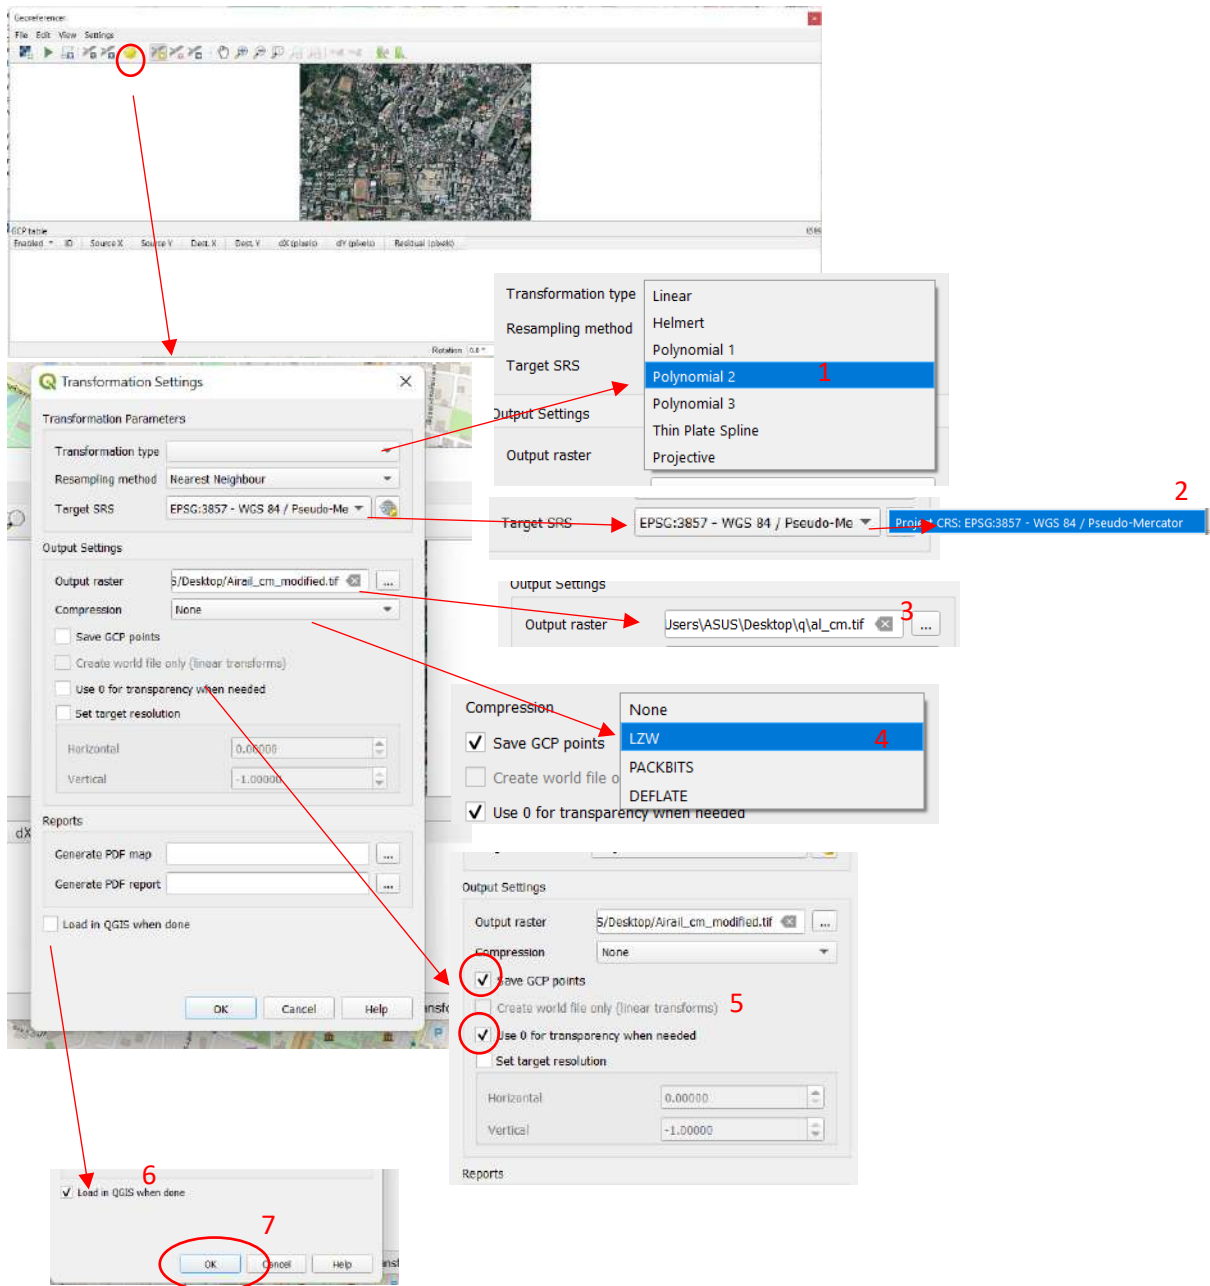 Georeferencer
File Edit View Settings
GCP table
Enabled ID Source X Source Y Dest. X Dest. Y dX (pixels) dY (pixels) Residual (pixels)
Rotation 0.0 °
Transformation type
Resampling method
Target SRS
Output Settings
Output raster
Linear
Helmert
Polynomial 1
Polynomial 2
Polynomial 3
Thin Plate Spline
Projective
1
Transformation Settings
Transformation Parameters
Transformation type
Resampling method Nearest Neighbour
Target SRS EPSG:3857 - WGS 84 / Pseudo-Me
Output Settings
Output raster S/Desktop/Airail_cm_modified.tif ...
Compression None
Save GCP points
Create world file only (linear transforms)
Use 0 for transparency when needed
Set target resolution
Horizontal 0.00000
Vertical -1.00000
Reports
Generate PDF map ...
Generate PDF report ...
Load in QGIS when done
OK Cancel Help
dX
2
Target SRS EPSG:3857 - WGS 84 / Pseudo-Me
Project CRS: EPSG:3857 - WGS 84 / Pseudo-Mercator
Output Settings
3
Output raster Users\ASUS\Desktop\q\al_cm.tif ...
Compression
None
LZW
PACKBITS
DEFLATE
4
Save GCP points
Create world file o
Use 0 for transparency when needed
Output Settings
Output raster S/Desktop/Airail_cm_modified.tif ...
Compression None
Save GCP points
Create world file only (linear transforms)
5
Use 0 for transparency when needed
Set target resolution
Horizontal 0.00000
Vertical -1.00000
Reports
6
Load in QGIS when done
7
OK Cancel Help